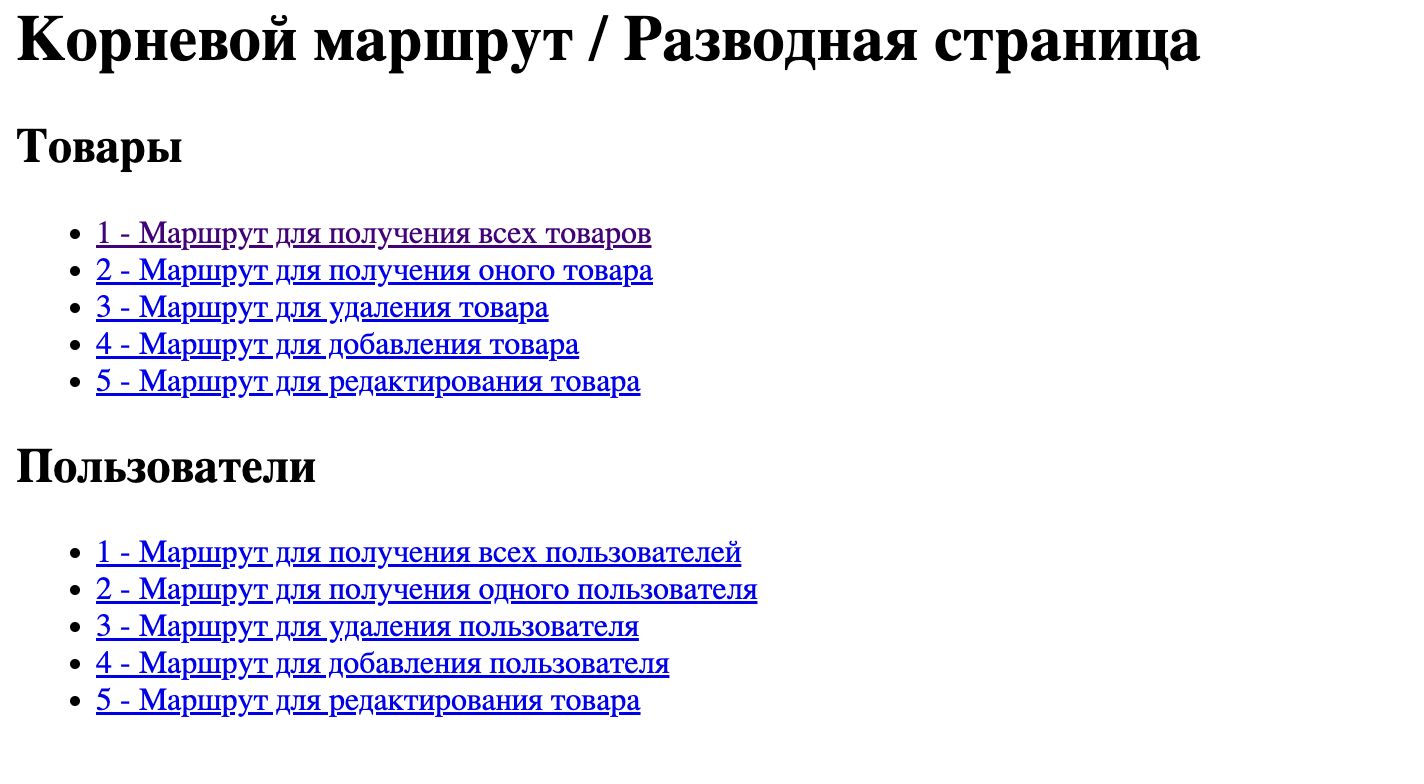 Корневой маршрут / Разводная страница
Товары
1 - Маршрут для получения всех товаров
2 - Маршрут для получения оного товара
3 - Маршрут для удаления товара
4 - Маршрут для добавления товара
5 - Маршрут для редактирования товара
Пользователи
1 - Маршрут для получения всех пользователей
2 - Маршрут для получения одного пользователя
3 - Маршрут для удаления пользователя
4 - Маршрут для добавления пользователя
5 - Маршрут для редактирования товара